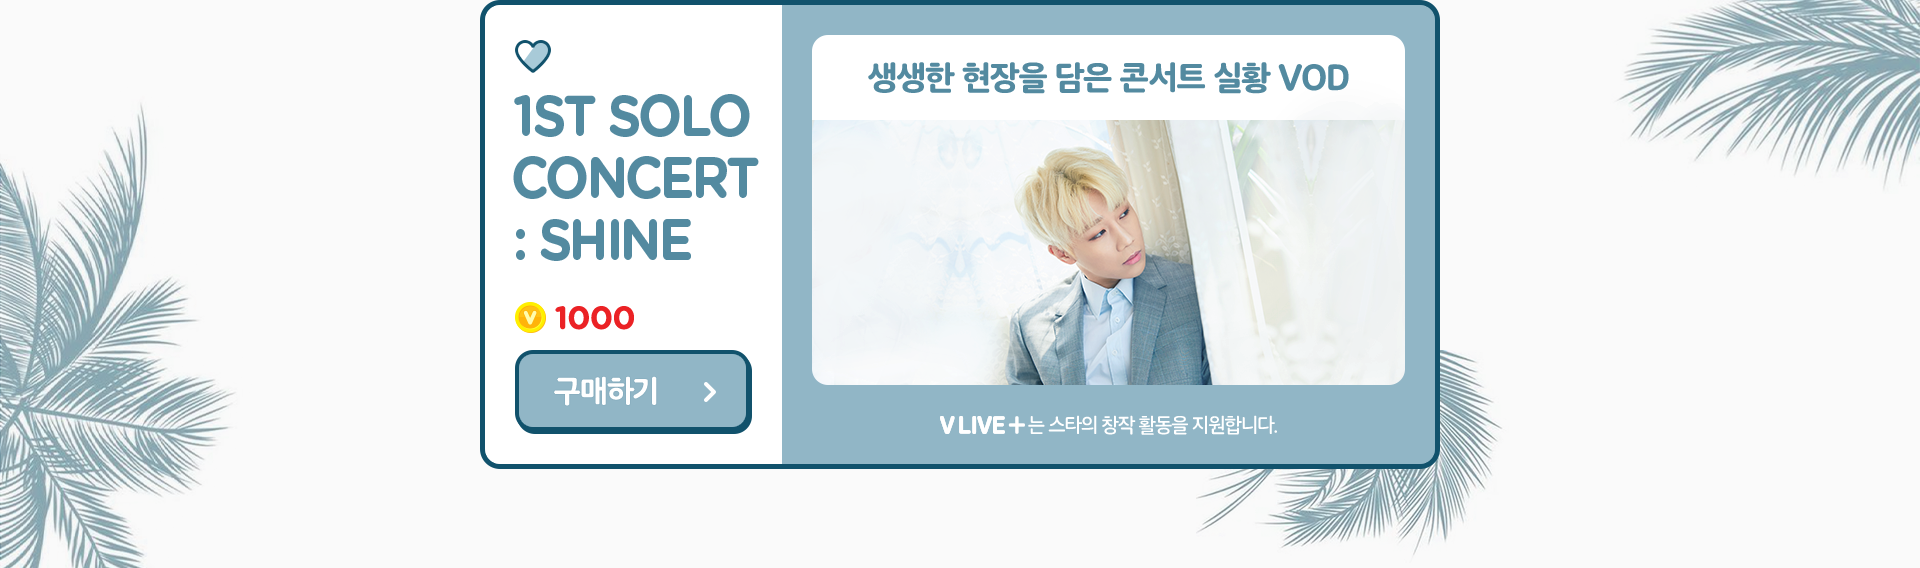 1ST SOLO
CONCERT
: SHINE
V 1000
구매하기
생생한 현장을 담은 콘서트 실황 VOD
V LIVE+는 스타의 창작 활동을 지원합니다.